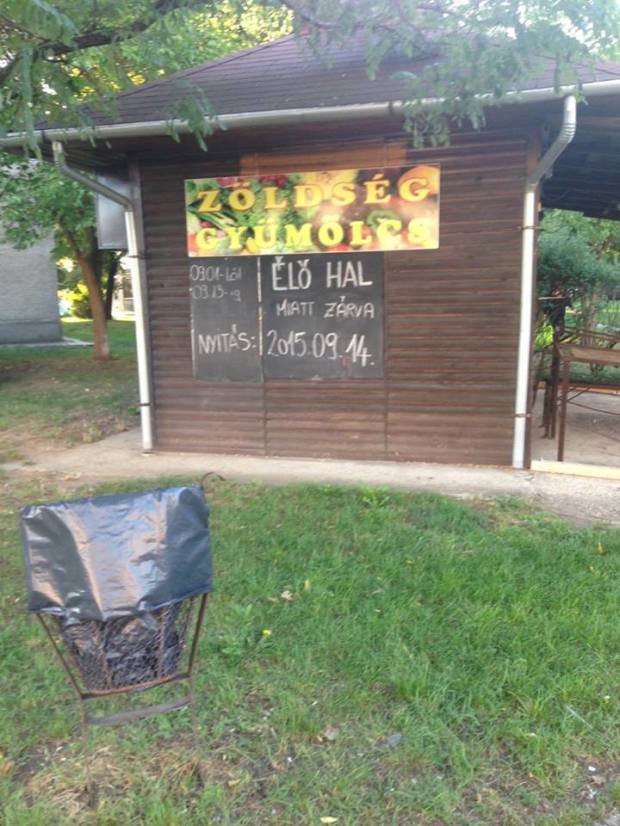 ZÖLDSÉG
GYÜMÖLCS
09.01-től
09.13-ig
ÉLŐ HAL
MIATT ZÁRVA
NYITÁS: 2015.09.14.